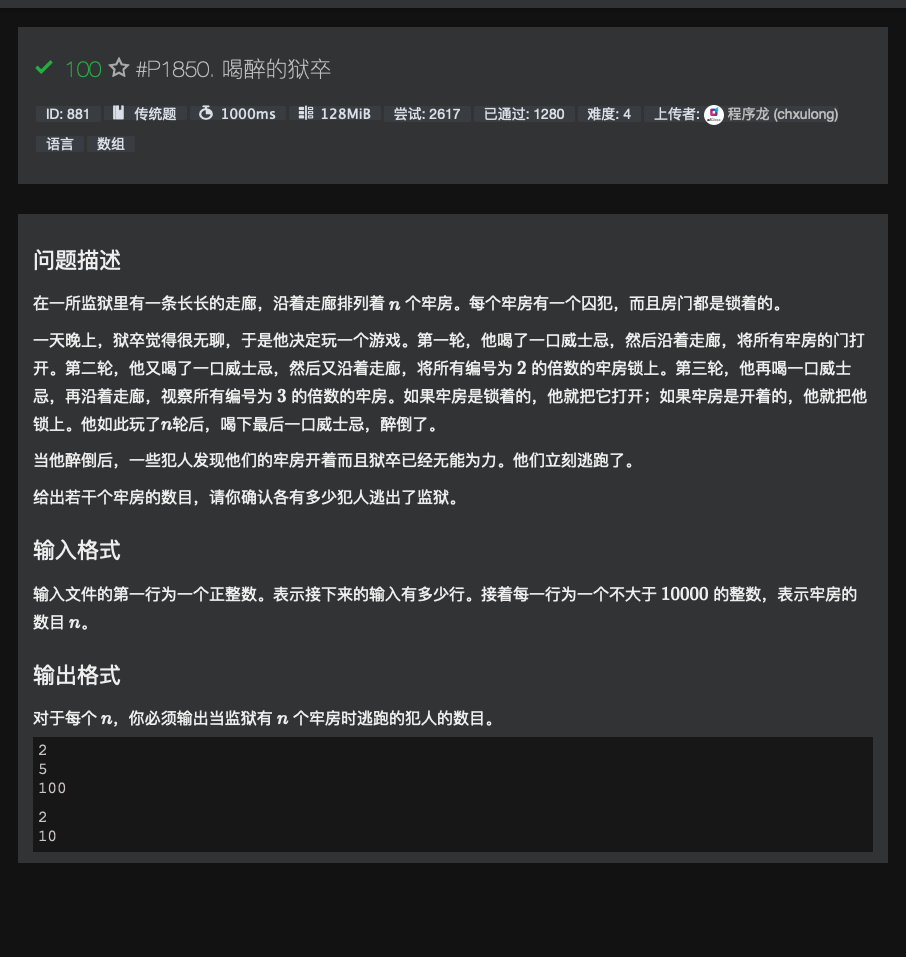 100 #P1850. 喝醉的狱卒
ID: 881 传统题 1000ms 128MiB 尝试: 2617 已通过: 1280 难度: 4 上传者: 程序龙 (chxulong)
语言 数组
问题描述
在一所监狱里有一条长长的走廊，沿着走廊排列着 n 个牢房。每个牢房有一个囚犯，而且房门都是锁着的。
一天晚上，狱卒觉得很无聊，于是他决定玩一个游戏。第一轮，他喝了一口威士忌，然后沿着走廊，将所有牢房的门打
开。第二轮，他又喝了一口威士忌，然后又沿着走廊，将所有编号为 2 的倍数的牢房锁上。第三轮，他再喝一口威士
忌，再沿着走廊，视察所有编号为 3 的倍数的牢房。如果牢房是锁着的，他就把它打开；如果牢房是开着的，他就把他
锁上。他如此玩了n轮后，喝下最后一口威士忌，醉倒了。
当他醉倒后，一些犯人发现他们的牢房开着而且狱卒已经无能为力。他们立刻逃跑了。
给出若干个牢房的数目，请你确认各有多少犯人逃出了监狱。
输入格式
输入文件的第一行为一个正整数。表示接下来的输入有多少行。接着每一行为一个不大于 10000 的整数，表示牢房的
数目 n。
输出格式
对于每个 n，你必须输出当监狱有 n 个牢房时逃跑的犯人的数目。
2
5
100
2
10